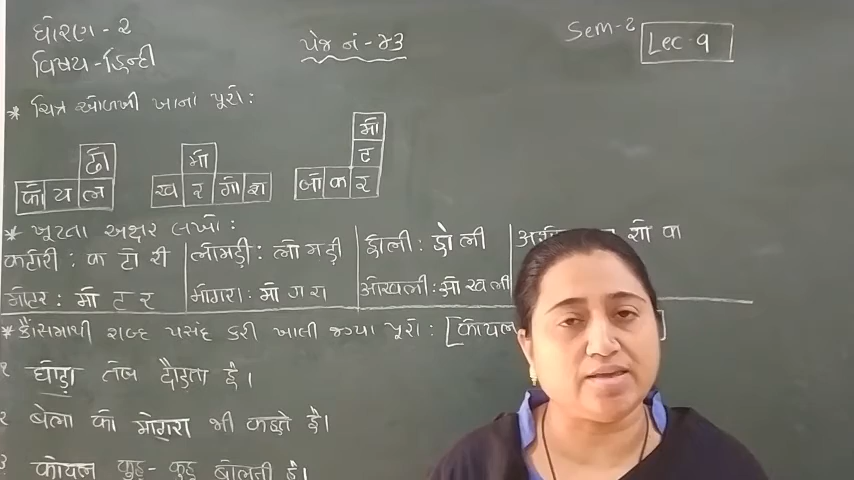 ધોરણ - ૨
વિષય - હિન્દી
પેજ નં - ૪૩
Sem - 2
Lec - 9
* ચિત્ર ઓળખી ખાનાં પૂરો :
ढो
को य ल
मो
ख र गो श
मो
ट
जो क र
* ખૂટતા અક્ષર લખો :
कटोरी : क टो री
लोमड़ी : लो म ड़ी
डोली : डो ली
मोटर : मो ट र
मोगरा : मो ग रा
ओखली : ओ ख ली
* કૌંસમાંથી શબ્દ પસંદ કરી ખાલી જગ્યા પૂરો : [कोयल
१ घोड़ा तेज दौड़ता है।
२ बेला को मोगरा भी कहते है।
३ कोयल कुहू - कुहू बोलती है।